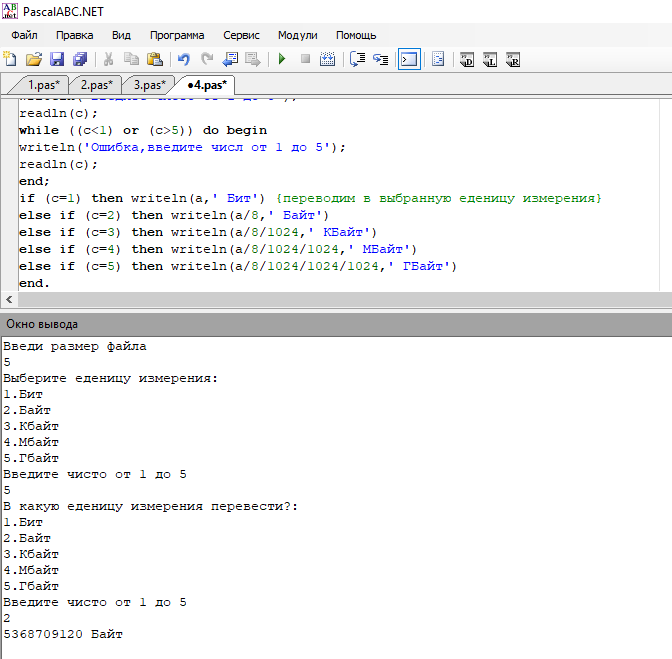 PascalABC.NET
Файл Правка Вид Программа Сервис Модули Помощь
1.pas* 2.pas* 3.pas* •4.pas*
readln(c);
while ((c<1) or (c>5)) do begin
writeln('Ошибка,введите числ от 1 до 5');
readln(c);
end;
if (c=1) then writeln(a,' Бит') {переводим в выбранную еденицу измерения}
else if (c=2) then writeln(a/8,' Байт')
else if (c=3) then writeln(a/8/1024,' КБайт')
else if (c=4) then writeln(a/8/1024/1024,' МБайт')
else if (c=5) then writeln(a/8/1024/1024/1024,' ГБайт')
end.
Окно вывода
Введи размер файла
5
Выберите еденицу измерения:
1.Бит
2.Байт
3.Кбайт
4.Мбайт
5.Гбайт
Введите чисто от 1 до 5
5
В какую еденицу измерения перевести?:
1.Бит
2.Байт
3.Кбайт
4.Мбайт
5.Гбайт
Введите чисто от 1 до 5
2
5368709120 Байт